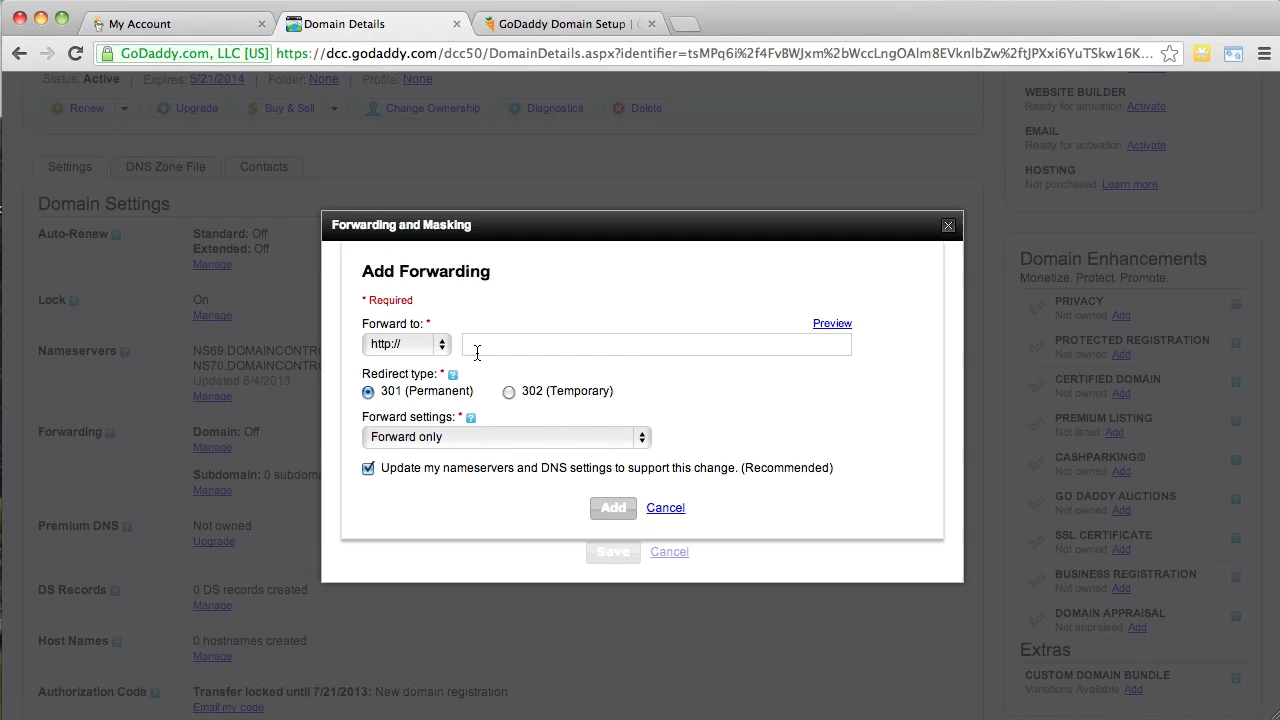 My Account
Domain Details
GoDaddy Domain Setup |
GoDaddy.com, LLC [US]
https://dcc.godaddy.com/dcc50/DomainDetails.aspx?identifier=tsMPq6i%2f4FVBWJxm%2bWccLngOAlm8EVknlbZw%2ftJPXxi6YuTSkw16K...
Status: Active
Expires: 5/21/2014
Folder: None
Profile: None
Renew
Upgrade
Buy & Sell
Change Ownership
Diagnostics
Delete
Settings
DNS Zone File
Contacts
Domain Settings
Auto-Renew
Standard: Off
Extended: Off
Manage
Lock
On
Manage
Nameservers
NS69.DOMAINCONTR
NS70.DOMAINCONTR
Updated 6/4/2013
Manage
Forwarding
Domain: Off
Manage
Subdomain: 0 subdoma
Manage
Premium DNS
Not owned
Upgrade
DS Records
0 DS records created
Manage
Host Names
0 hostnames created
Manage
Authorization Code
Transfer locked until 7/21/2013: New domain registration
Email my code
Forwarding and Masking
Add Forwarding
* Required
Forward to: *
Preview
http://
Redirect type: *
301 (Permanent)
302 (Temporary)
Forward settings: *
Forward only
Update my nameservers and DNS settings to support this change. (Recommended)
Add
Cancel
Save
Cancel
WEBSITE BUILDER
Ready for activation Activate
EMAIL
Ready for activation Activate
HOSTING
Not purchased Learn more
Domain Enhancements
Monetize. Protect. Promote.
PRIVACY
Not owned Add
PROTECTED REGISTRATION
Not owned Add
CERTIFIED DOMAIN
Not owned Add
PREMIUM LISTING
Not listed Add
CASHPARKING®
Not owned Add
GO DADDY AUCTIONS
Not owned Add
SSL CERTIFICATE
Not owned Add
BUSINESS REGISTRATION
Not owned Add
DOMAIN APPRAISAL
Not appraised Add
Extras
CUSTOM DOMAIN BUNDLE
Variations Available Add